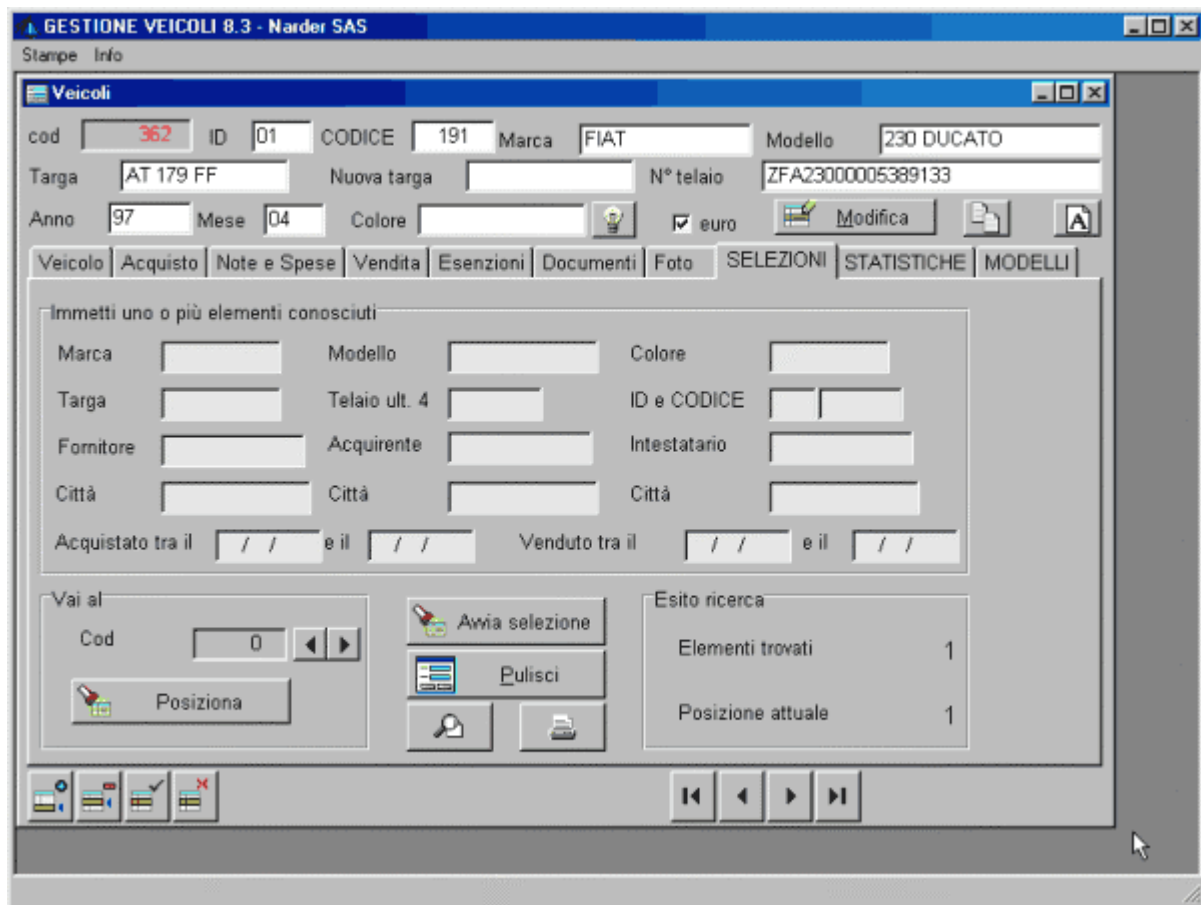 GESTIONE VEICOLI 8.3 - Narder SAS
Stampe Info
Veicoli
cod 362 ID 01 CODICE 191 Marca FIAT Modello 230 DUCATO
Targa AT 179 FF Nuova targa N° telaio ZFA23000005389133
Anno 97 Mese 04 Colore euro Modifica A
Veicolo Acquisto Note e Spese Vendita Esenzioni Documenti Foto SELEZIONI STATISTICHE MODELLI
Immetti uno o più elementi conosciuti
Marca Modello Colore
Targa Telaio ult. 4 ID e CODICE
Fornitore Acquirente Intestatario
Città Città Città
Acquistato tra il / / e il / / Venduto tra il / / e il / /
Vai al Esito ricerca
Cod 0 Avvia selezione Elementi trovati 1
Pulisci
Posiziona Posizione attuale 1